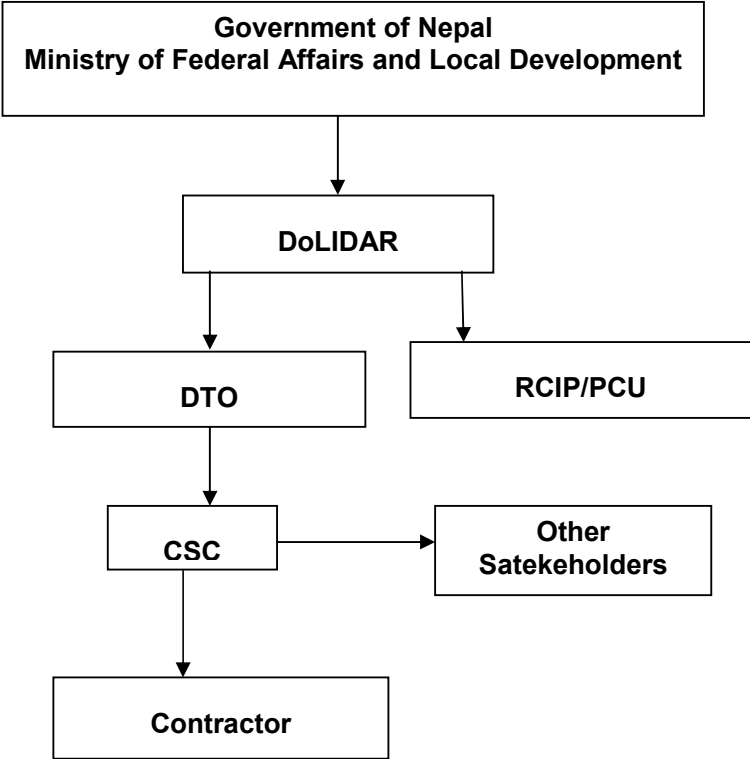 Government of Nepal
Ministry of Federal Affairs and Local Development
DoLIDAR
DTO
RCIP/PCU
CSC
Other
Satekeholders
Contractor